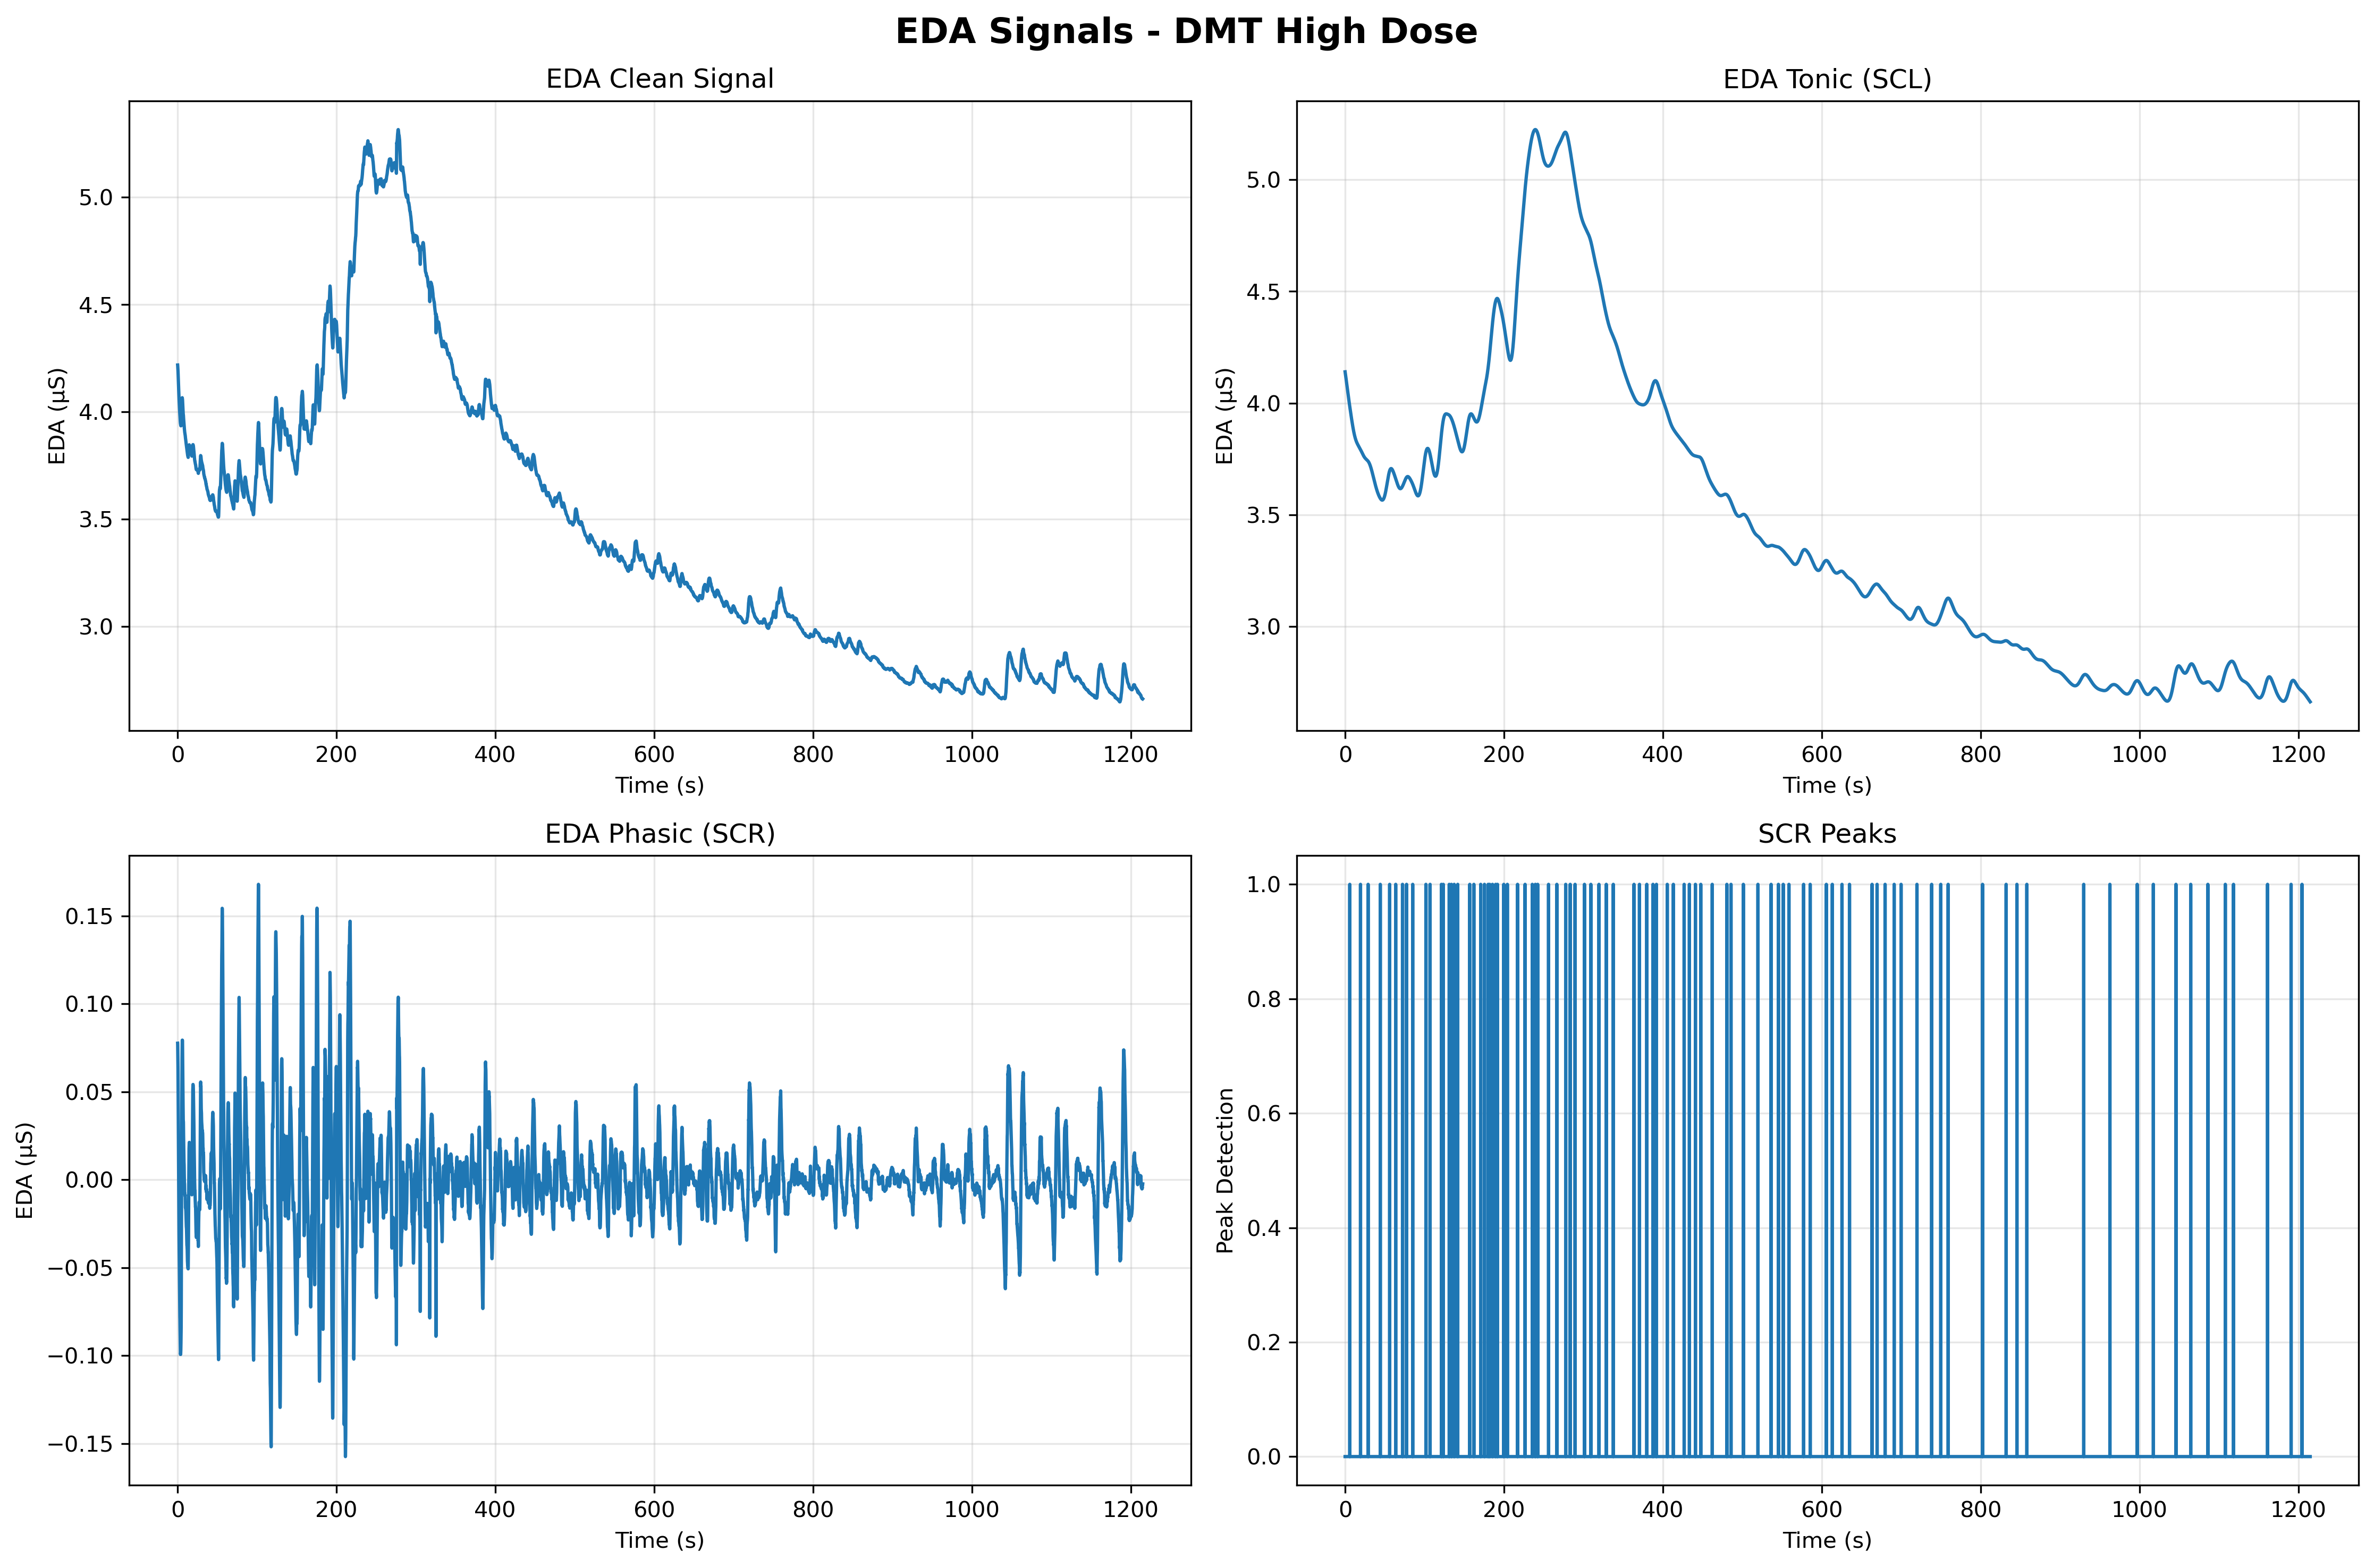 EDA Signals - DMT High Dose
EDA Clean Signal
EDA (µS)
5.0
4.5
4.0
3.5
3.0
0 200 400 600 800 1000 1200
Time (s)
EDA Tonic (SCL)
EDA (µS)
5.0
4.5
4.0
3.5
3.0
0 200 400 600 800 1000 1200
Time (s)
EDA Phasic (SCR)
EDA (µS)
0.15
0.10
0.05
0.00
−0.05
−0.10
−0.15
0 200 400 600 800 1000 1200
Time (s)
SCR Peaks
Peak Detection
1.0
0.8
0.6
0.4
0.2
0.0
0 200 400 600 800 1000 1200
Time (s)